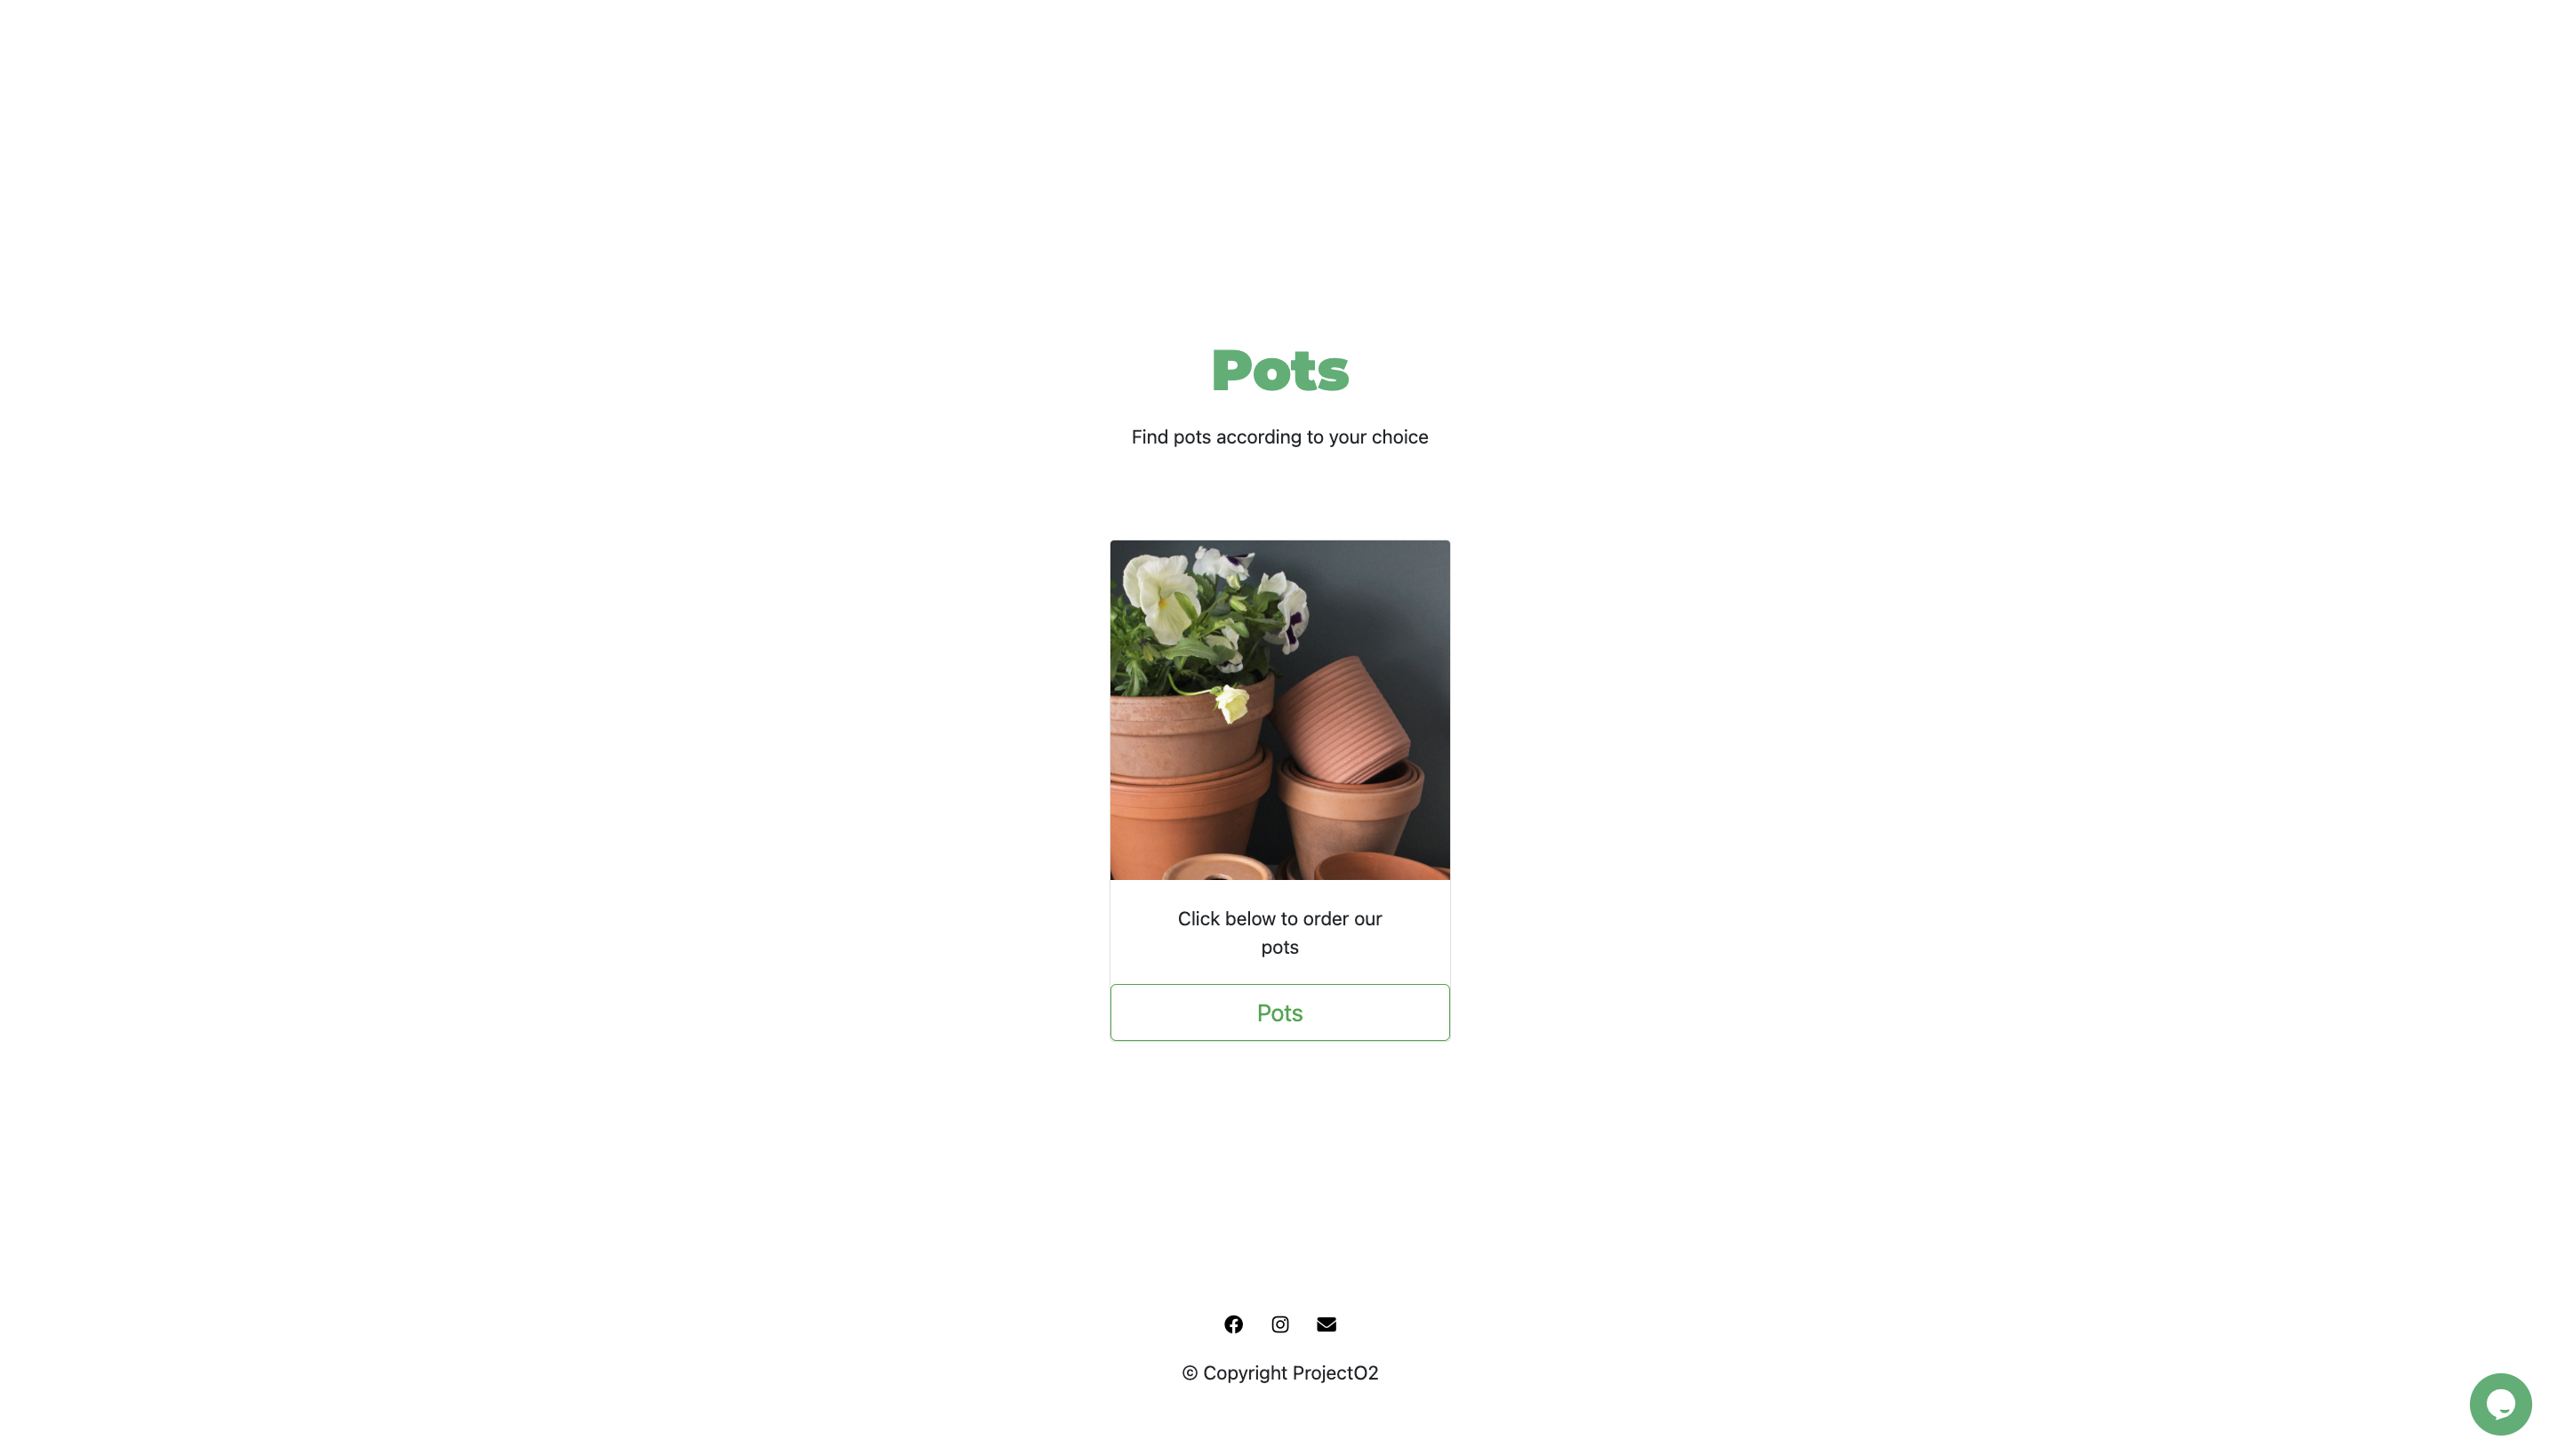 Pots
Find pots according to your choice
Click below to order our
pots
Pots
© Copyright ProjectO2